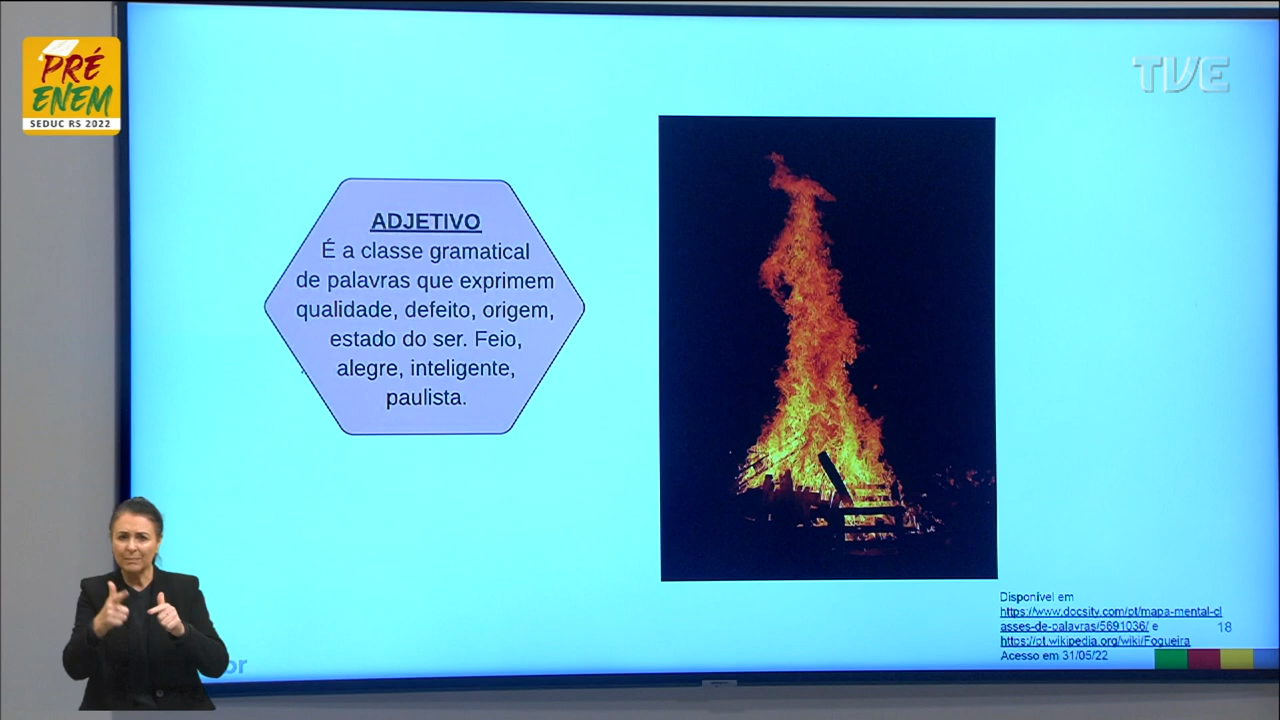 PRÉ
ENEM
SEDUC RS 2022
TVE
ADJETIVO
É a classe gramatical
de palavras que exprimem
qualidade, defeito, origem,
estado do ser. Feio,
alegre, inteligente,
paulista.
Disponível em
https://www.docsity.com/pt/mapa-mental-cl
asses-de-palavras/5691036/ e
https://pt.wikipedia.org/wiki/Fogueira
Acesso em 31/05/22
18